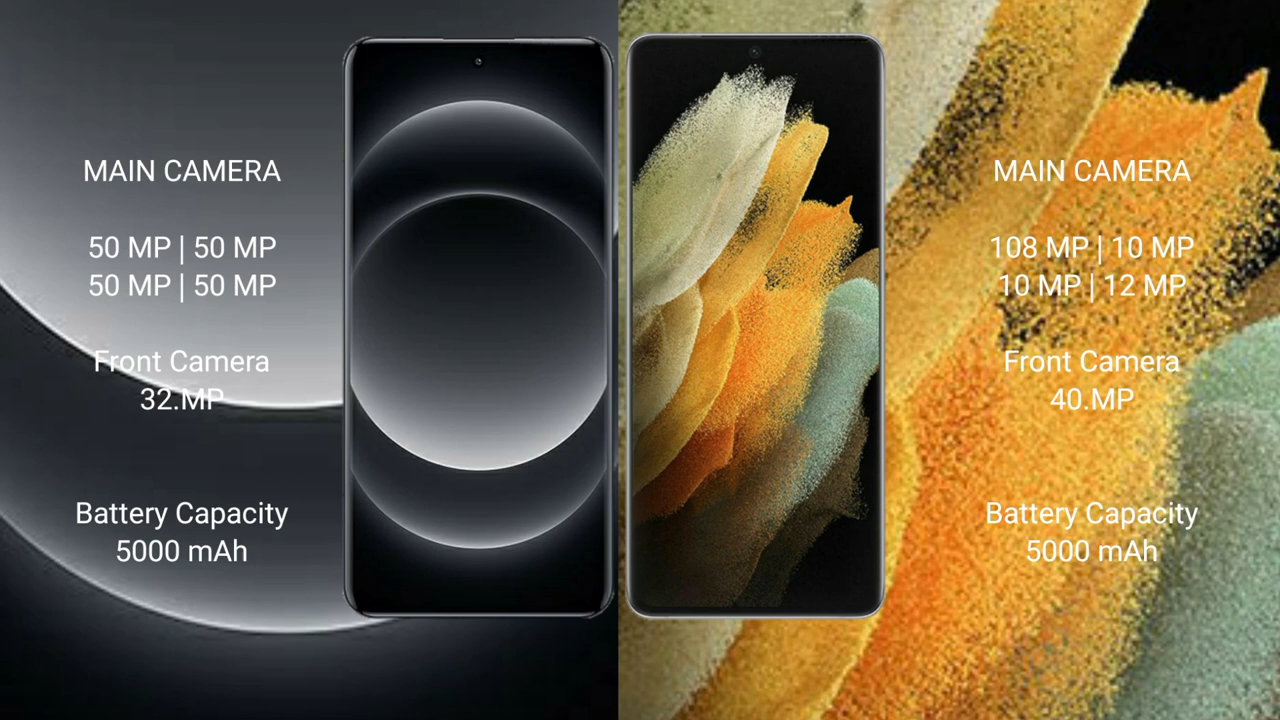 MAIN CAMERA
50 MP | 50 MP
50 MP | 50 MP
Front Camera
32.MP
Battery Capacity
5000 mAh
MAIN CAMERA
108 MP | 10 MP
10 MP | 12 MP
Front Camera
40.MP
Battery Capacity
5000 mAh